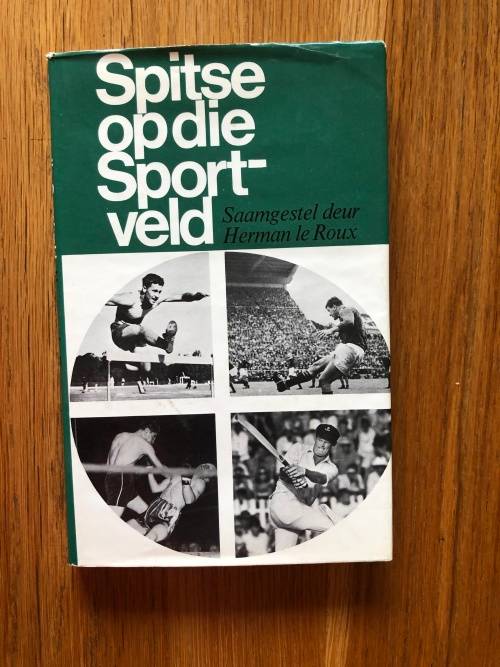 Spitse
op die
Sport-
veld
Saamgestel deur
Herman le Roux